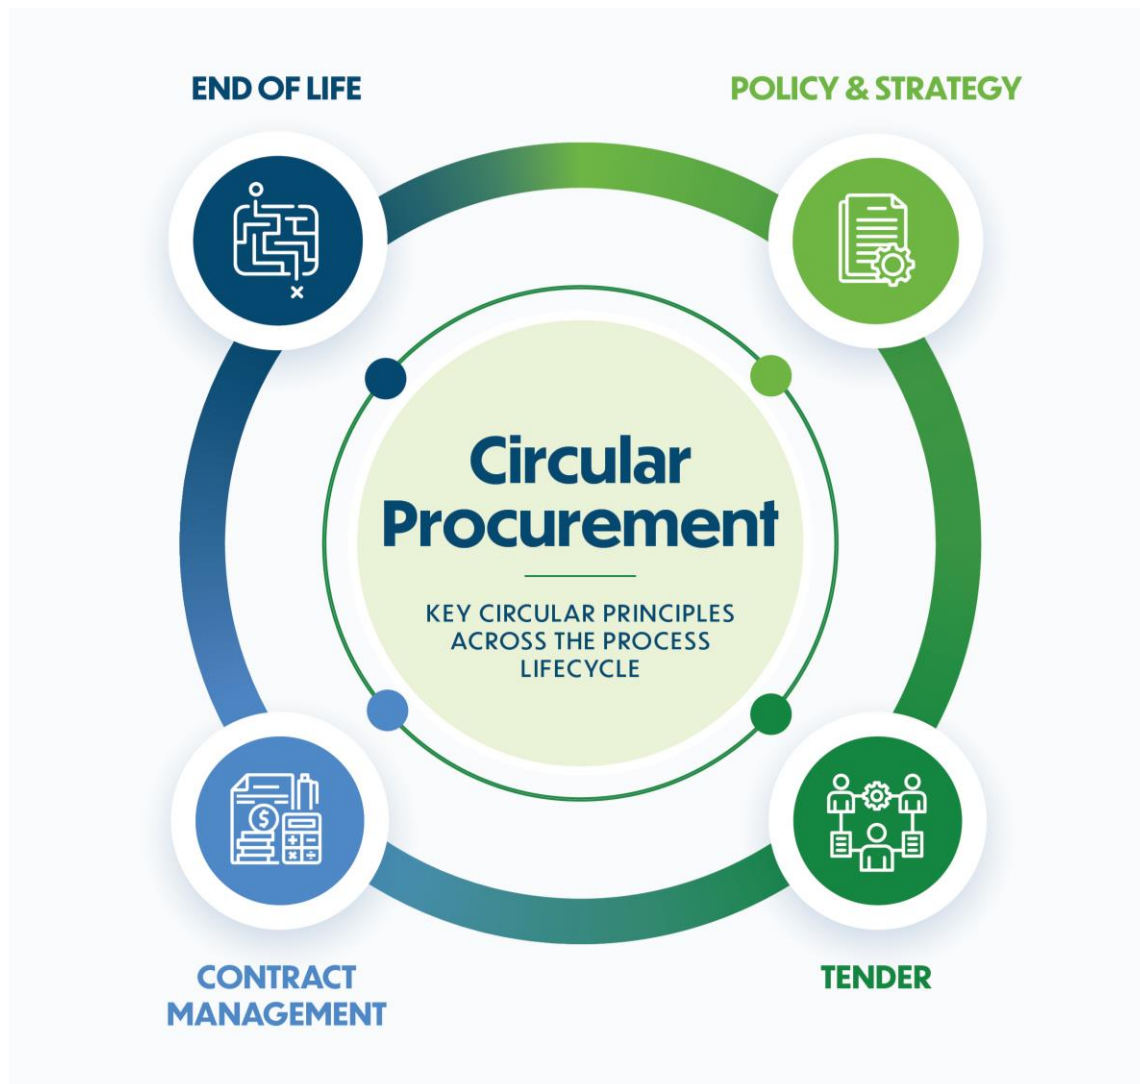 END OF LIFE
POLICY & STRATEGY
Circular
Procurement
KEY CIRCULAR PRINCIPLES
ACROSS THE PROCESS
LIFECYCLE
$
CONTRACT
MANAGEMENT
TENDER